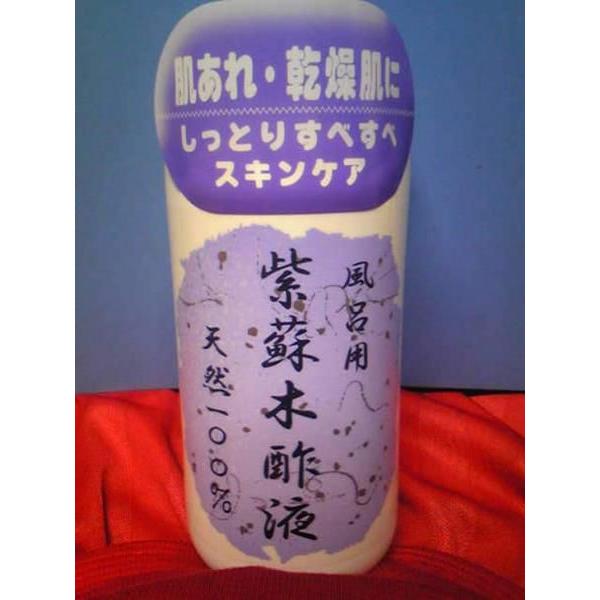 肌あれ・乾燥肌に
しっとりすべすべ
スキンケア
風呂用
紫蘇木酢液
天然一〇〇%